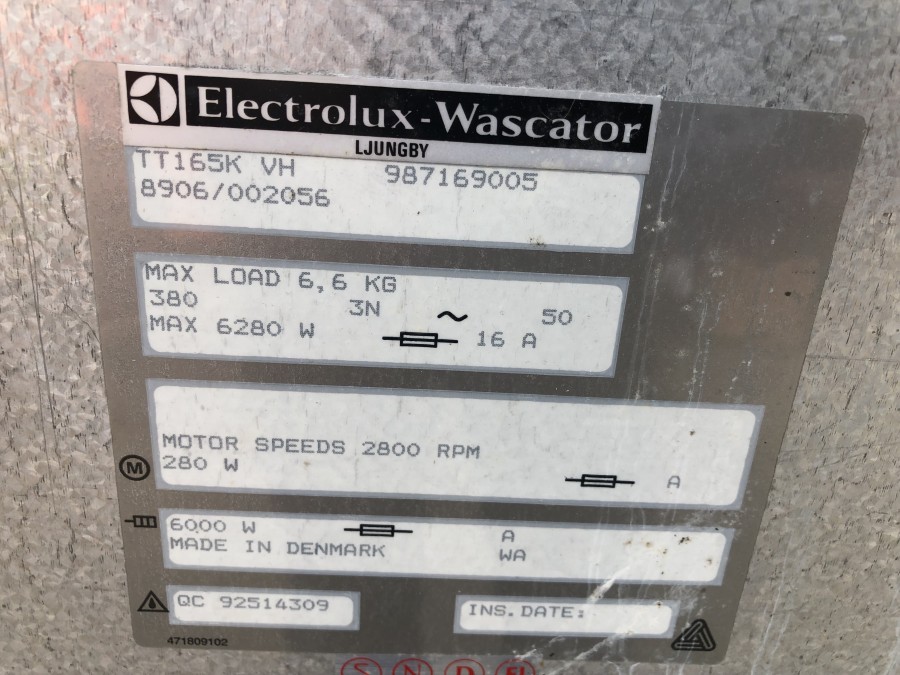 Electrolux-Wascator
LJUNGBY
TT165K VH 987169005
8906/002056
MAX LOAD 6,6 KG
380 3N ~ 50
MAX 6280 W 16 A
MOTOR SPEEDS 2800 RPM
M 280 W A
6000 W A
MADE IN DENMARK WA
QC 92514309 INS. DATE:
471809102
S N D FI